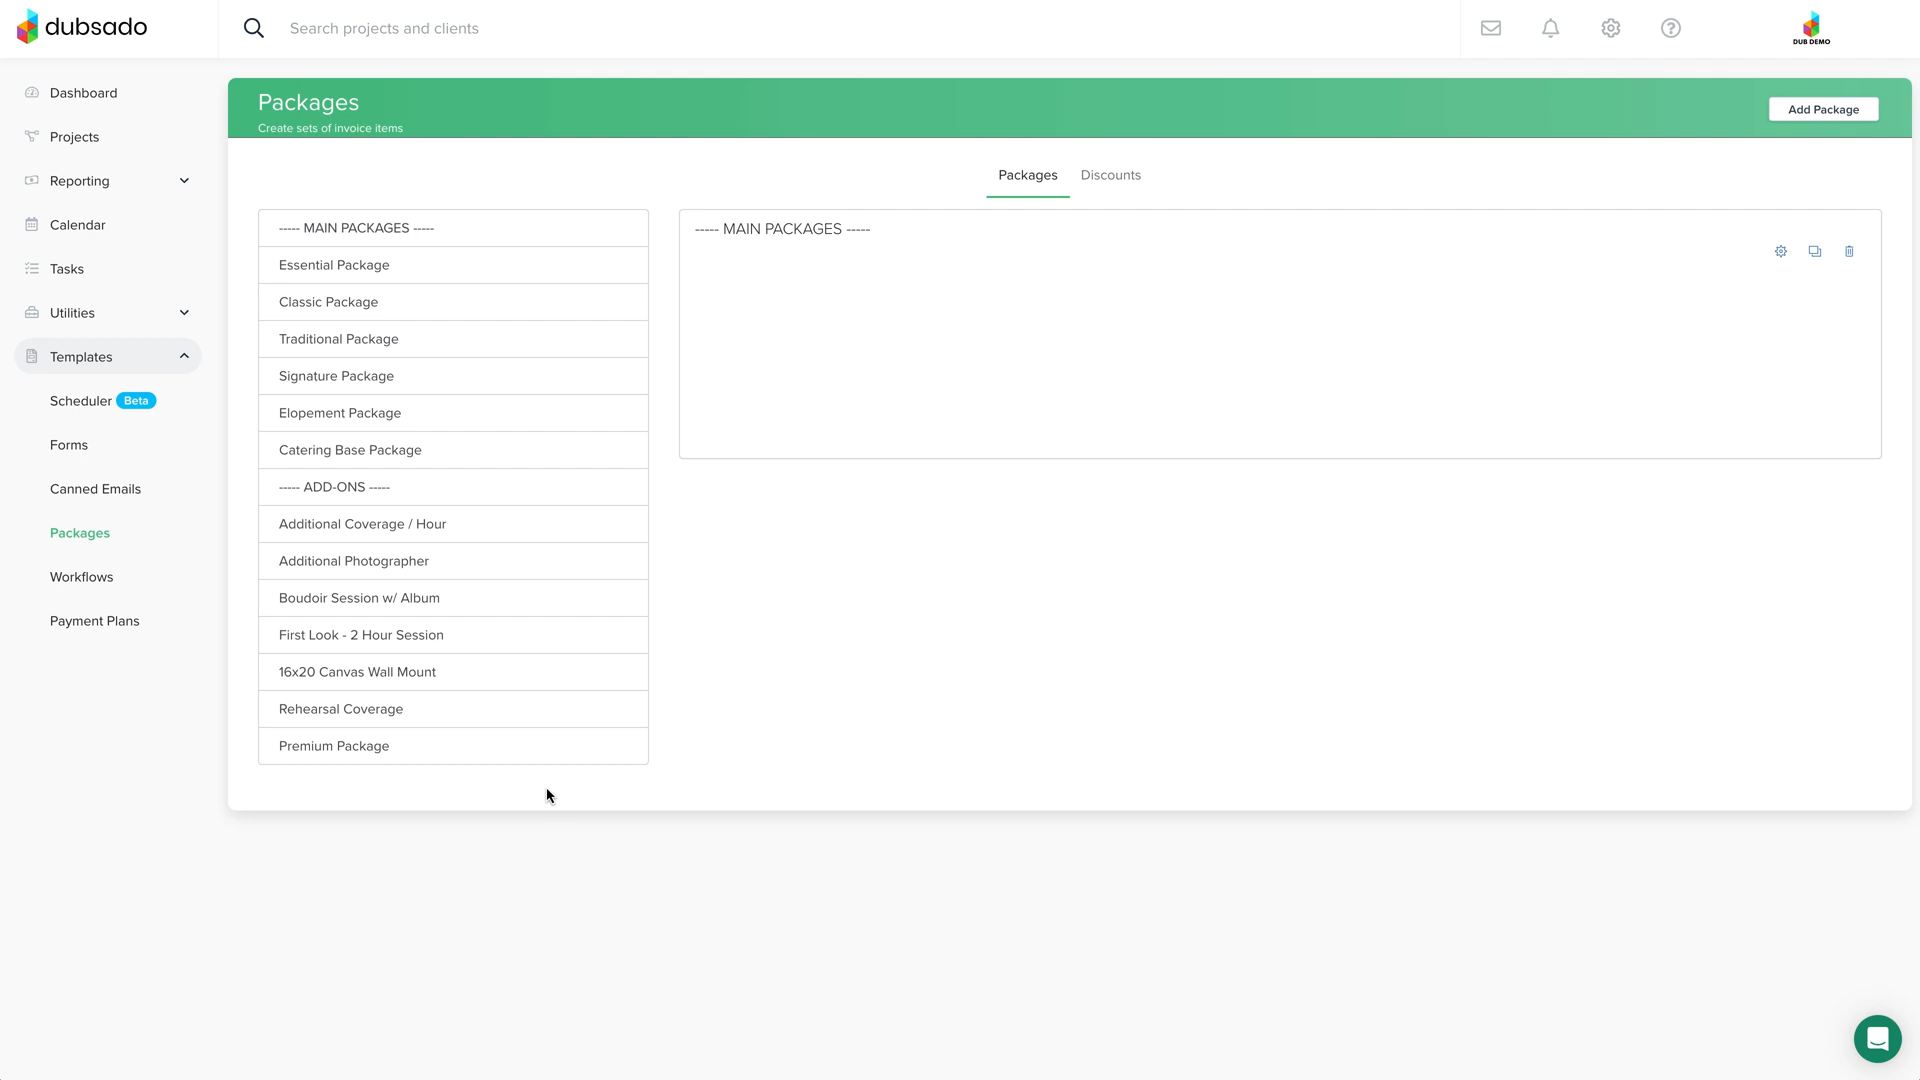 dubsado
Search projects and clients
DUB DEMO
Dashboard
Projects
Reporting
Calendar
Tasks
Utilities
Templates
Scheduler Beta
Forms
Canned Emails
Packages
Workflows
Payment Plans
Packages
Create sets of invoice items
Add Package
Packages Discounts
----- MAIN PACKAGES -----
Essential Package
Classic Package
Traditional Package
Signature Package
Elopement Package
Catering Base Package
----- ADD-ONS -----
Additional Coverage / Hour
Additional Photographer
Boudoir Session w/ Album
First Look - 2 Hour Session
16x20 Canvas Wall Mount
Rehearsal Coverage
Premium Package
----- MAIN PACKAGES -----